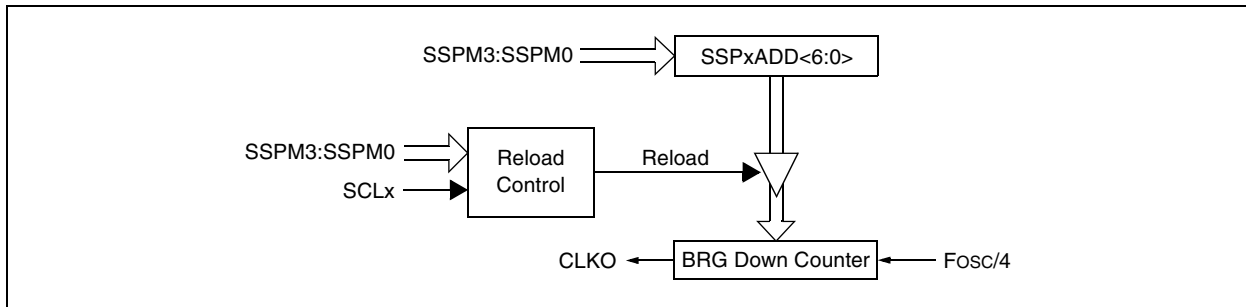 SSPM3:SSPM0
SSPxADD<6:0>
SSPM3:SSPM0
SCLx
Reload
Control
Reload
CLKO
BRG Down Counter
FOSC/4